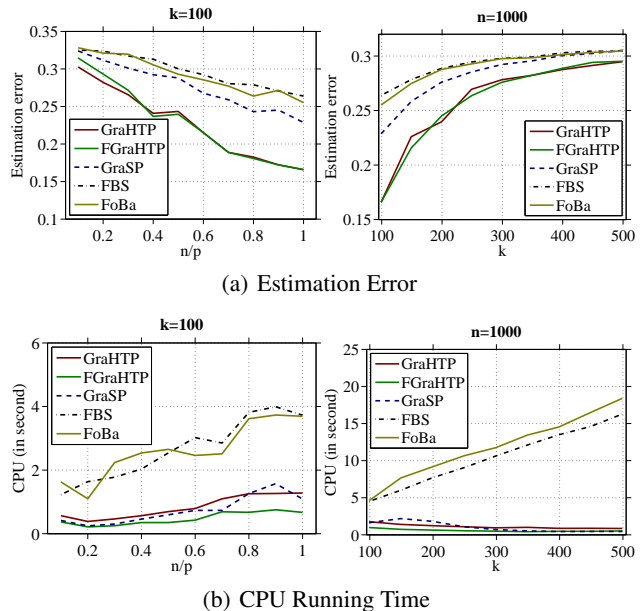 k=100
0.35
0.3
0.25
0.2
0.15
0.1
Estimation error
GraHTP
FGraHTP
GraSP
FBS
FoBa
0.2 0.4 0.6 0.8 1
n/p
n=1000
0.3
0.25
0.2
0.15
Estimation error
GraHTP
FGraHTP
GraSP
FBS
FoBa
100 200 300 400 500
k
(a) Estimation Error
k=100
6
4
2
0
CPU (in second)
GraHTP
FGraHTP
GraSP
FBS
FoBa
0.2 0.4 0.6 0.8 1
n/p
n=1000
25
20
15
10
5
0
CPU (in second)
GraHTP
FGraHTP
GraSP
FBS
FoBa
100 200 300 400 500
k
(b) CPU Running Time